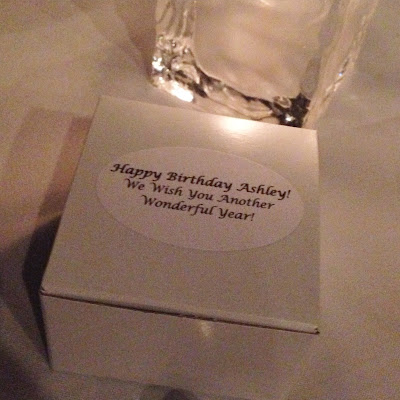 Happy Birthday Ashley!
We Wish You Another
Wonderful Year!